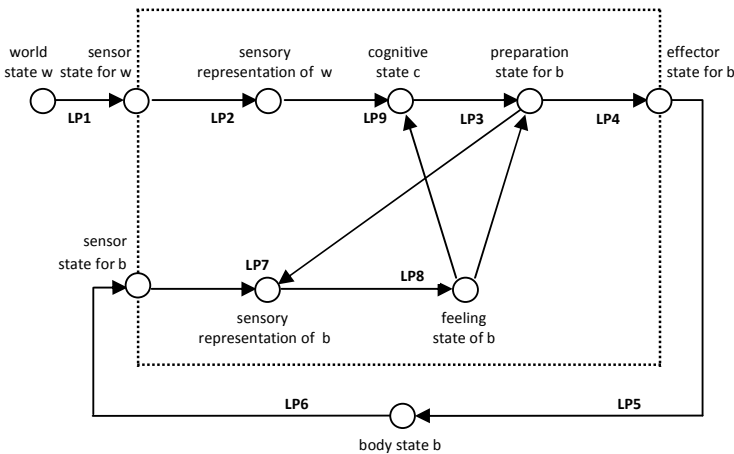 world
state w
sensor
state for w
sensory
representation of w
cognitive
state c
preparation
state for b
effector
state for b
LP1
LP2
LP9
LP3
LP4
sensor
state for b
LP7
LP8
sensory
representation of b
feeling
state of b
LP6
LP5
body state b